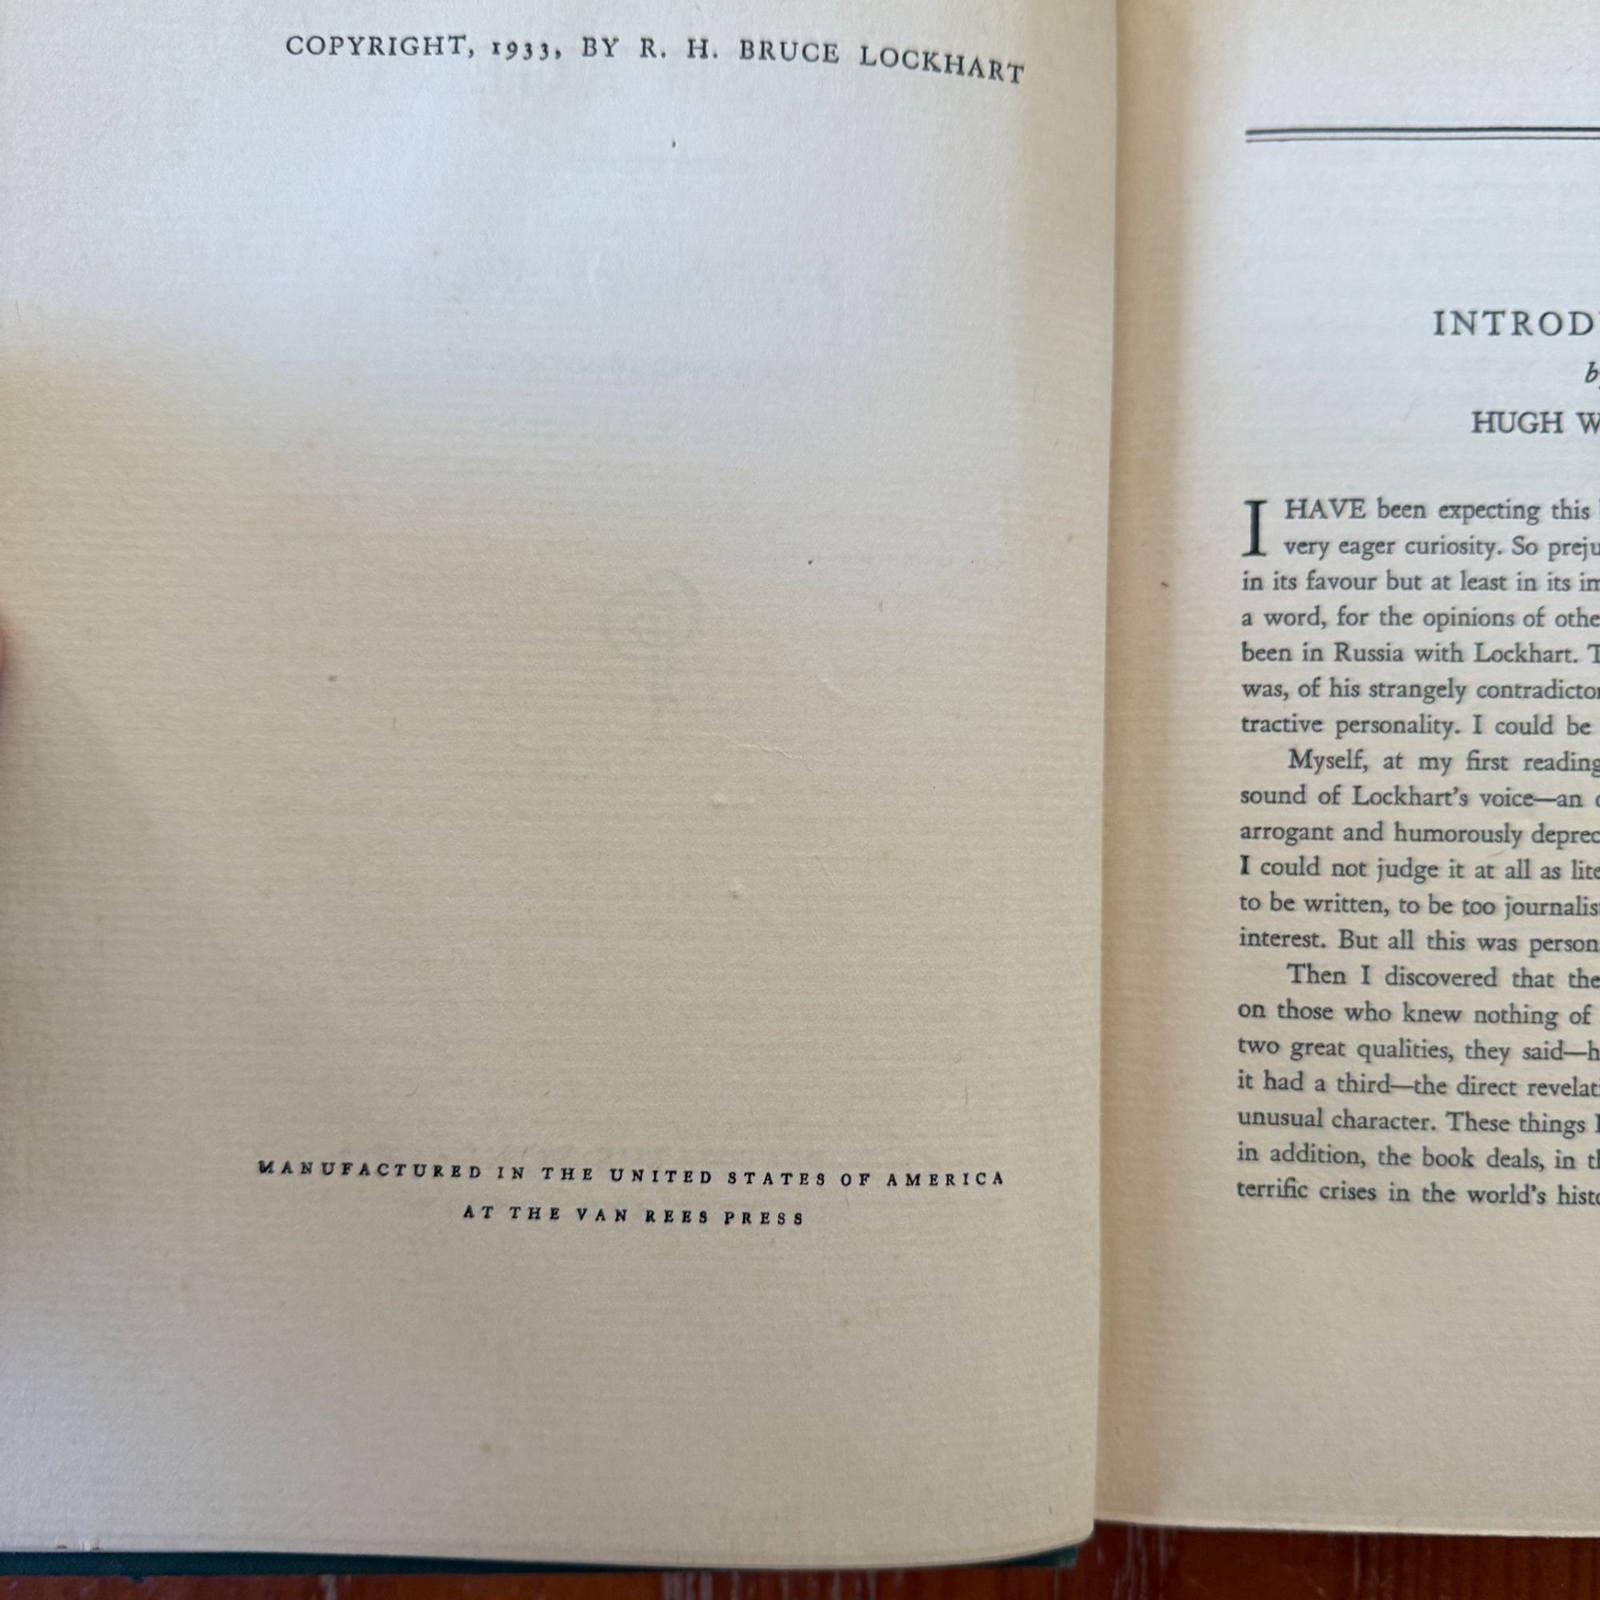 COPYRIGHT, 1933, BY R. H. BRUCE LOCKHART
MANUFACTURED IN THE UNITED STATES OF AMERICA
AT THE VAN REES PRESS
INTROD
b
HUGH W
I HAVE been expecting this
very eager curiosity. So preju
in its favour but at least in its im
a word, for the opinions of othe
been in Russia with Lockhart. T
was, of his strangely contradictor
tractive personality. I could be
Myself, at my first reading
sound of Lockhart's voice—an
arrogant and humorously deprec
I could not judge it at all as lite
to be written, to be too journalis
interest. But all this was person
Then I discovered that the
on those who knew nothing of
two great qualities, they said—h
it had a third—the direct revelat
unusual character. These things I
in addition, the book deals, in th
terrific crises in the world's histo